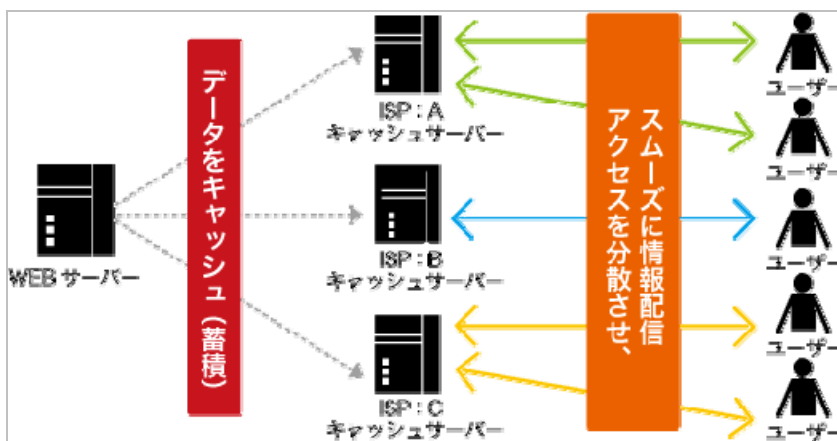 WEB サーバー
データをキャッシュ（蓄積）
ISP：A
キャッシュサーバー
ISP：B
キャッシュサーバー
ISP：C
キャッシュサーバー
アクセスを分散させ、
スムーズに情報配信
ユーザー
ユーザー
ユーザー
ユーザー
ユーザー